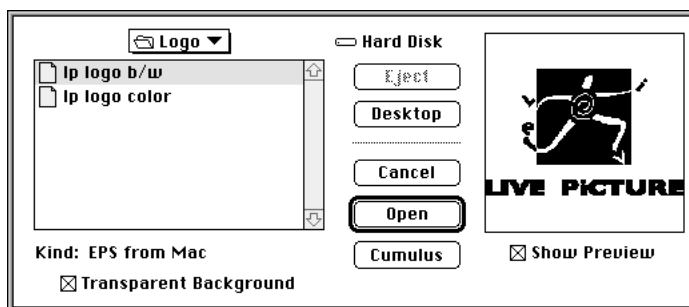 Logo
lp logo b/w
lp logo color
Kind: EPS from Mac
Transparent Background
Hard Disk
Eject
Desktop
Cancel
Open
Cumulus
l i v e
LIVE PiCTURE
Show Preview